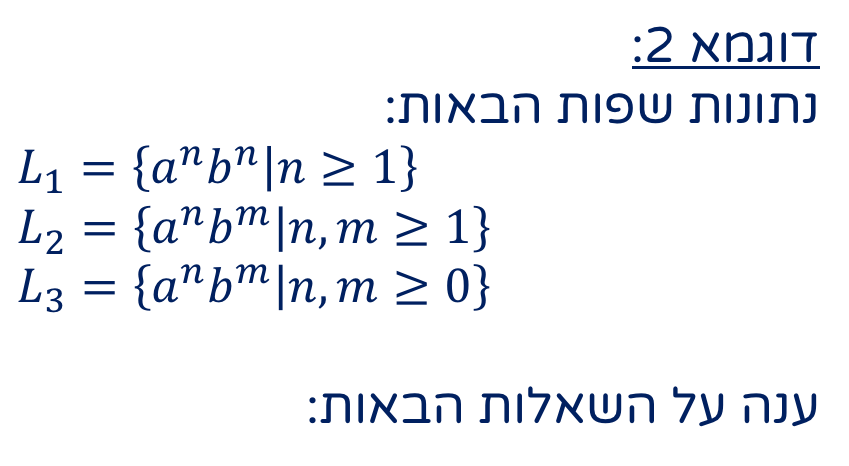 דוגמא 2:
נתונות שפות הבאות:
L₁ = {aⁿbⁿ|n ≥ 1}
L₂ = {aⁿbᵐ|n, m ≥ 1}
L₃ = {aⁿbᵐ|n, m ≥ 0}
ענה על השאלות הבאות: